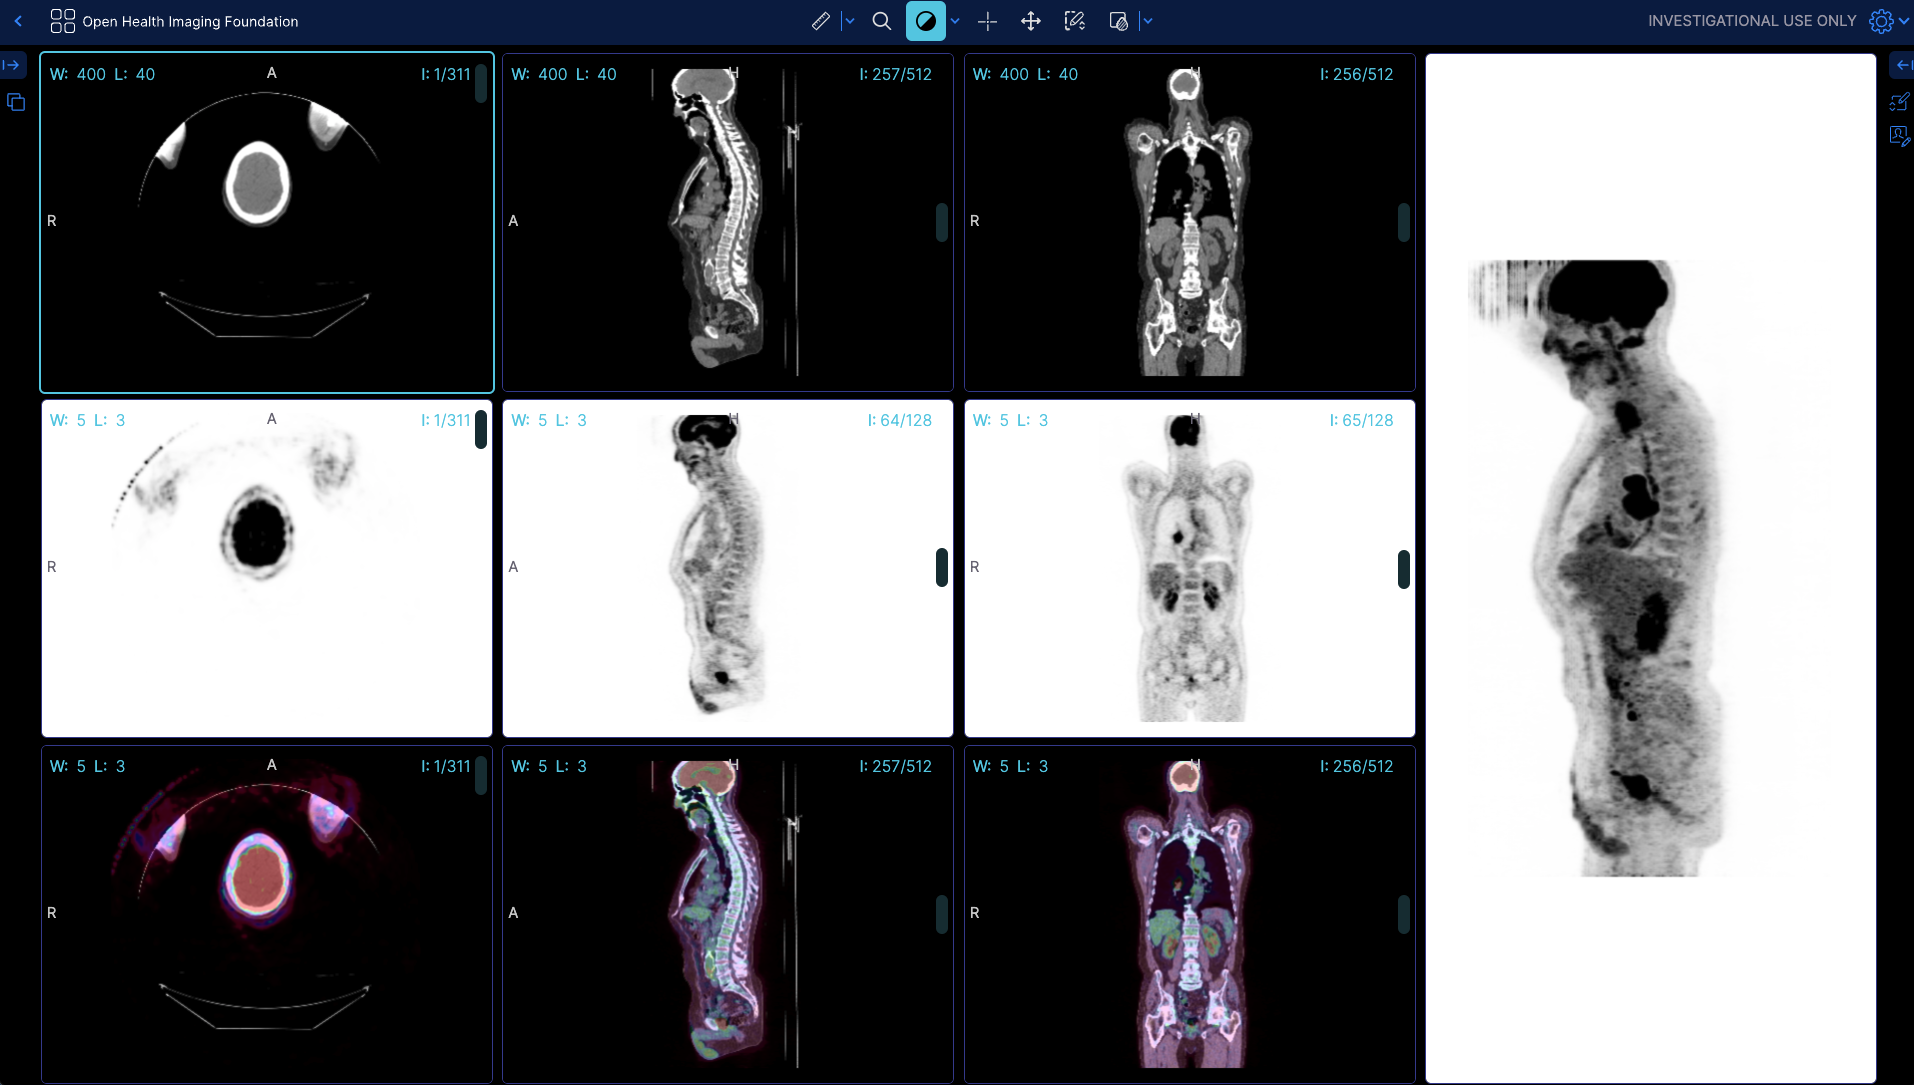 Open Health Imaging Foundation
INVESTIGATIONAL USE ONLY
W: 400 L: 40
A
I: 1/311
R
W: 400 L: 40
H
I: 257/512
A
W: 400 L: 40
H
I: 256/512
R
W: 5 L: 3
A
I: 1/311
R
W: 5 L: 3
H
I: 64/128
A
W: 5 L: 3
H
I: 65/128
R
W: 5 L: 3
A
I: 1/311
R
W: 5 L: 3
H
I: 257/512
A
W: 5 L: 3
H
I: 256/512
R